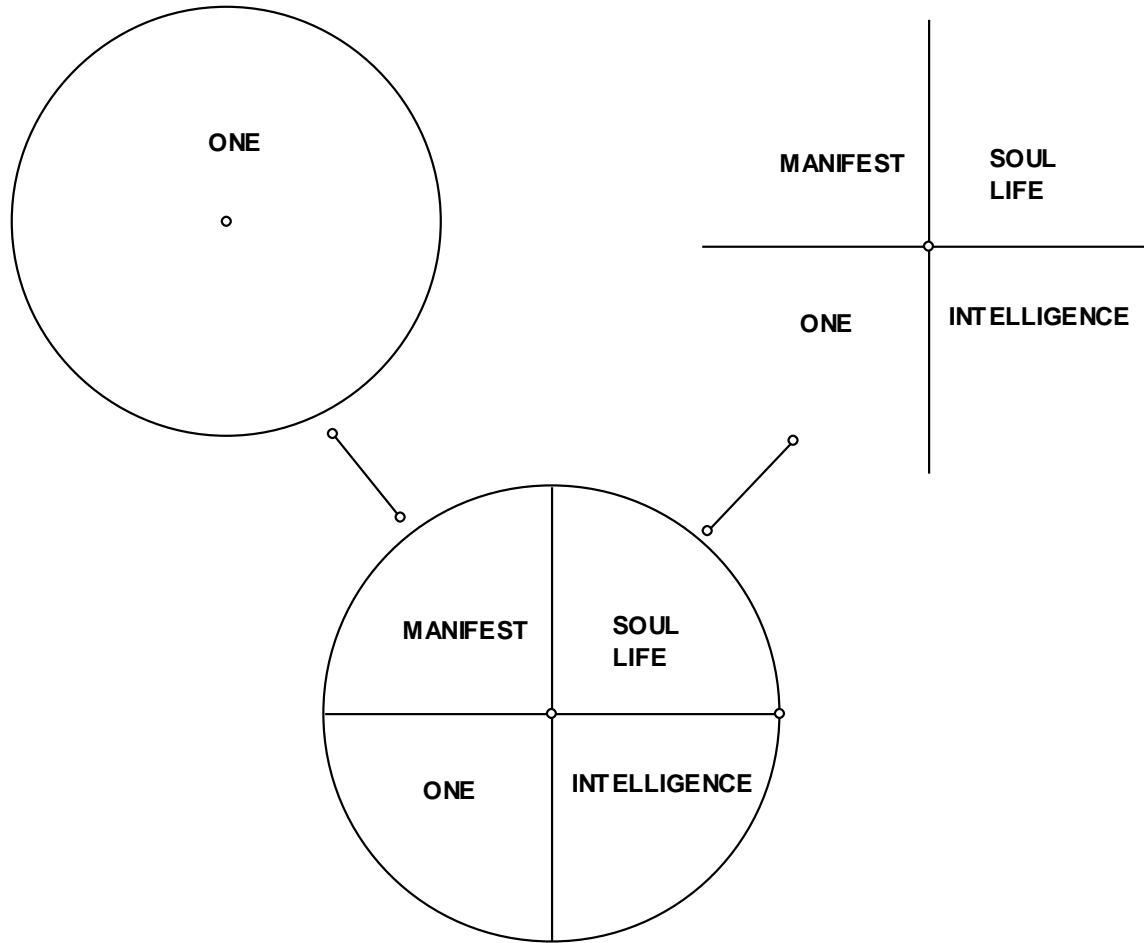 ONE
MANIFEST
SOUL
LIFE
ONE
INTELLIGENCE
MANIFEST
SOUL
LIFE
ONE
INTELLIGENCE